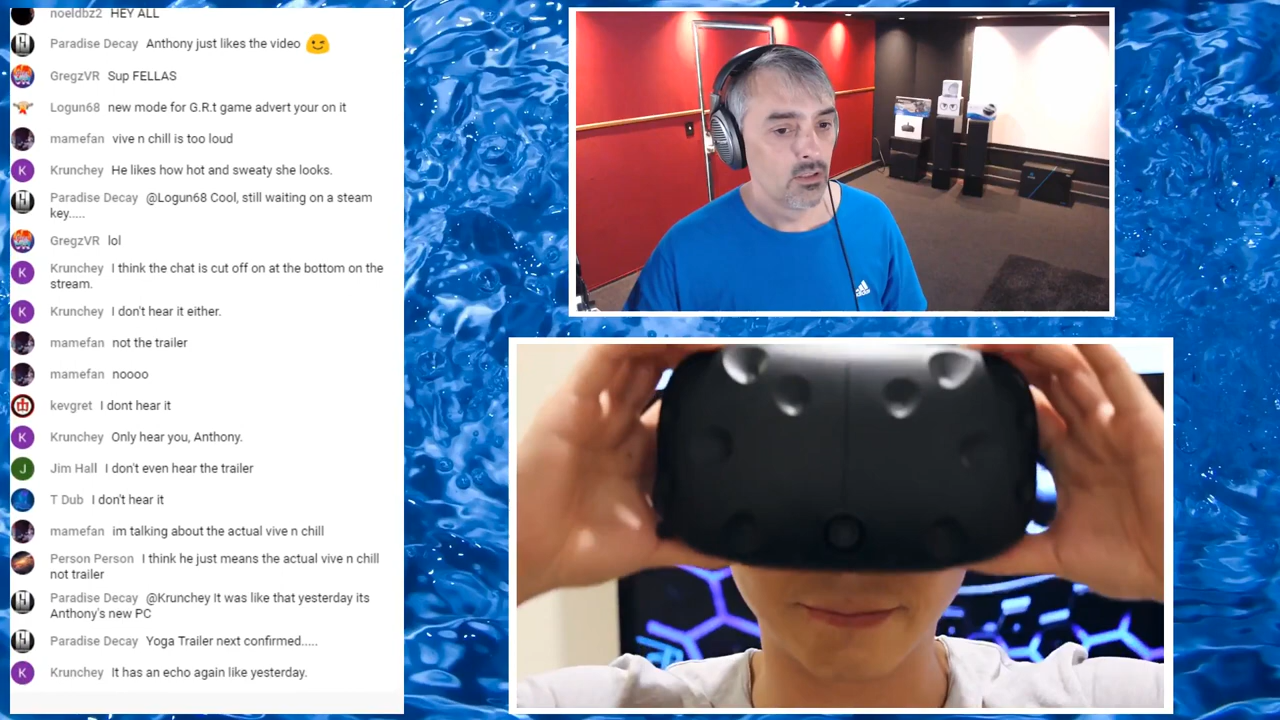 noeldbz2 HEY ALL
Paradise Decay Anthony just likes the video
GregzVR Sup FELLAS
Logun68 new mode for G.R.t game advert your on it
mamefan vive n chill is too loud
Krunchey He likes how hot and sweaty she looks.
Paradise Decay @Logun68 Cool, still waiting on a steam
key.....
GregzVR lol
Krunchey I think the chat is cut off on at the bottom on the
stream.
Krunchey I don't hear it either.
mamefan not the trailer
mamefan noooo
kevgret I dont hear it
Krunchey Only hear you, Anthony.
Jim Hall I don't even hear the trailer
T Dub I don't hear it
mamefan im talking about the actual vive n chill
Person Person I think he just means the actual vive n chill
not trailer
Paradise Decay @Krunchey It was like that yesterday its
Anthony's new PC
Paradise Decay Yoga Trailer next confirmed.....
Krunchey It has an echo again like yesterday.
K
K
K
K
J
K
adidas